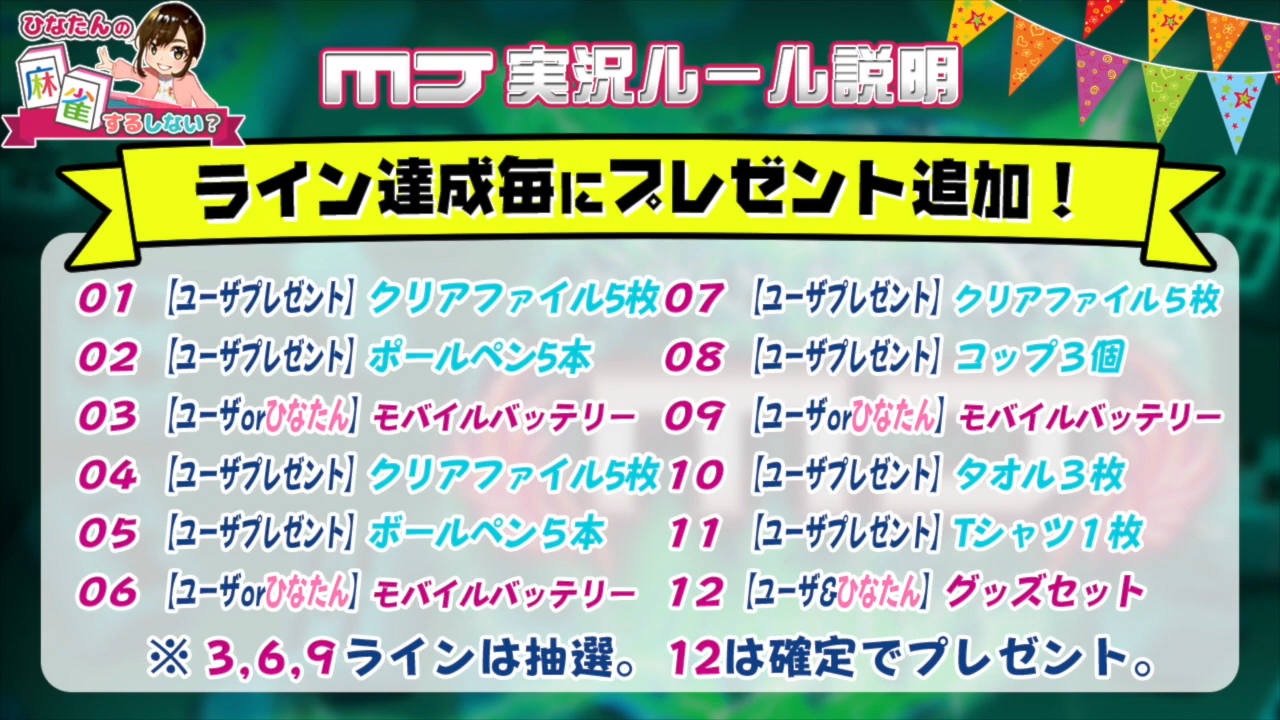 ひなたんの
麻雀
するしない?
MJ 実況ルール説明
ライン達成毎にプレゼント追加！
01 【ユーザプレゼント】 クリアファイル5枚
02 【ユーザプレゼント】 ボールペン5本
03 【ユーザorひなたん】 モバイルバッテリー
04 【ユーザプレゼント】 クリアファイル5枚
05 【ユーザプレゼント】 ボールペン５本
06 【ユーザorひなたん】 モバイルバッテリー
07 【ユーザプレゼント】 クリアファイル５枚
08 【ユーザプレゼント】 コップ３個
09 【ユーザorひなたん】 モバイルバッテリー
10 【ユーザプレゼント】 タオル３枚
11 【ユーザプレゼント】 Tシャツ１枚
12 【ユーザ&ひなたん】 グッズセット
※ 3,6,9ラインは抽選。 12は確定でプレゼント。